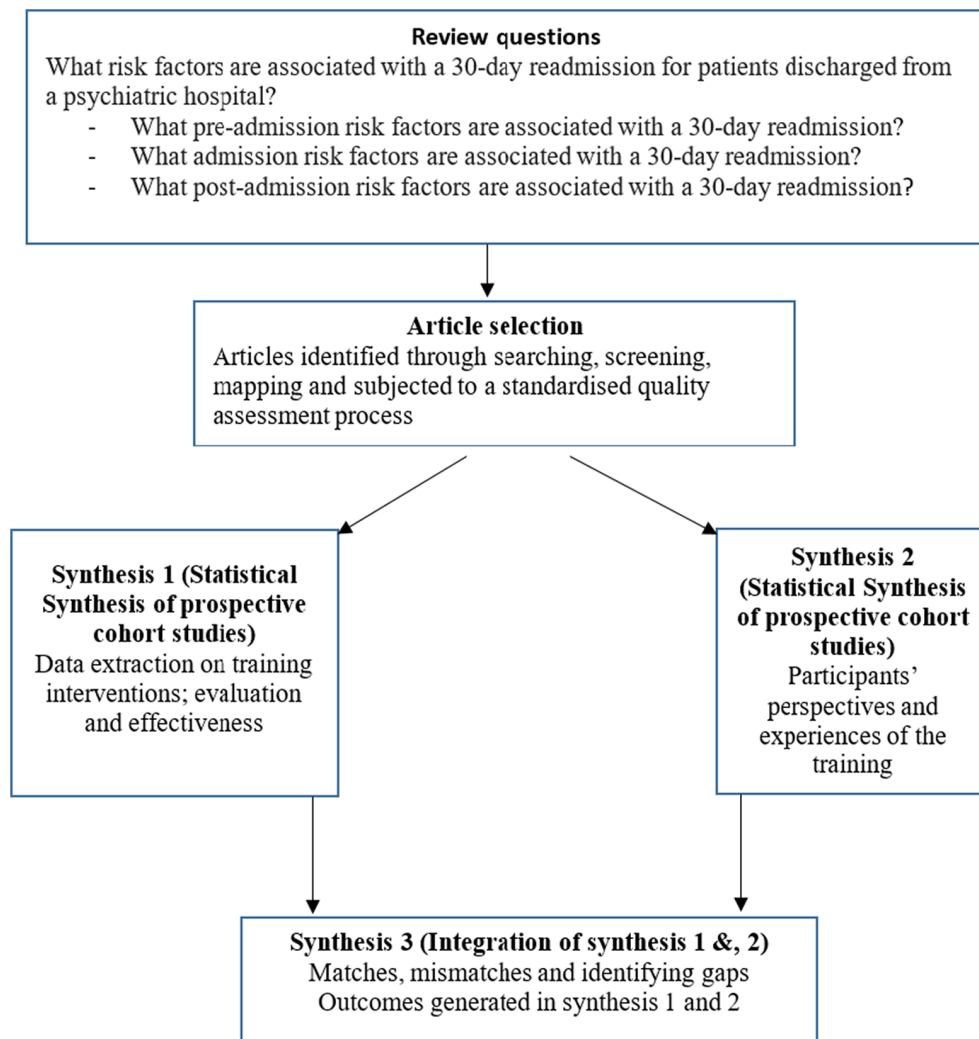 Review questions
What risk factors are associated with a 30-day readmission for patients discharged from
a psychiatric hospital?
- What pre-admission risk factors are associated with a 30-day readmission?
- What admission risk factors are associated with a 30-day readmission?
- What post-admission risk factors are associated with a 30-day readmission?
Article selection
Articles identified through searching, screening,
mapping and subjected to a standardised quality
assessment process
Synthesis 1 (Statistical
Synthesis of prospective
cohort studies)
Data extraction on training
interventions; evaluation
and effectiveness
Synthesis 2
(Statistical Synthesis
of prospective cohort
studies)
Participants’
perspectives and
experiences of the
training
Synthesis 3 (Integration of synthesis 1 &, 2)
Matches, mismatches and identifying gaps
Outcomes generated in synthesis 1 and 2